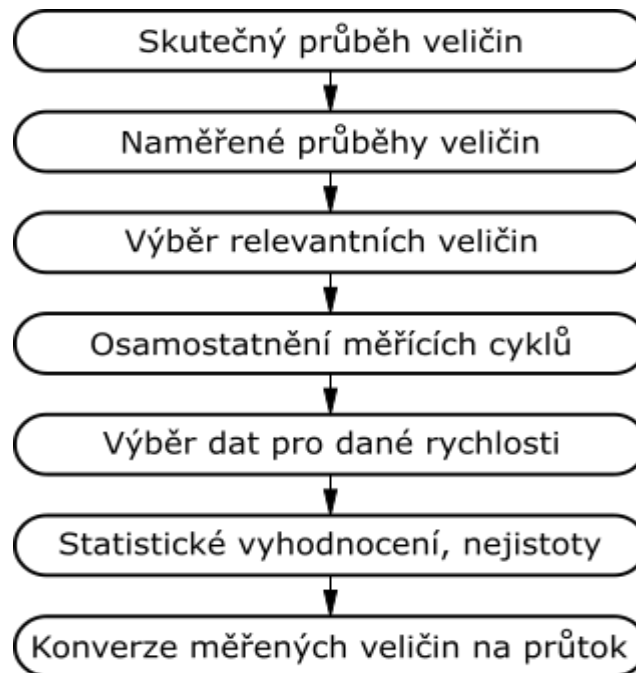 Skutečný průběh veličin
Naměřené průběhy veličin
Výběr relevantních veličin
Osamostatnění měřících cyklů
Výběr dat pro dané rychlosti
Statistické vyhodnocení, nejistoty
Konverze měřených veličin na průtok